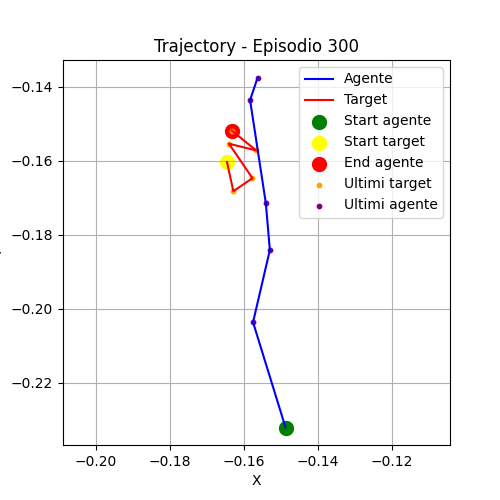 Trajectory - Episodio 300
Agente
Target
Start agente
Start target
End agente
Ultimi target
Ultimi agente
−0.14
−0.16
−0.18
−0.20
−0.22
−0.20
−0.18
−0.16
−0.14
−0.12
X